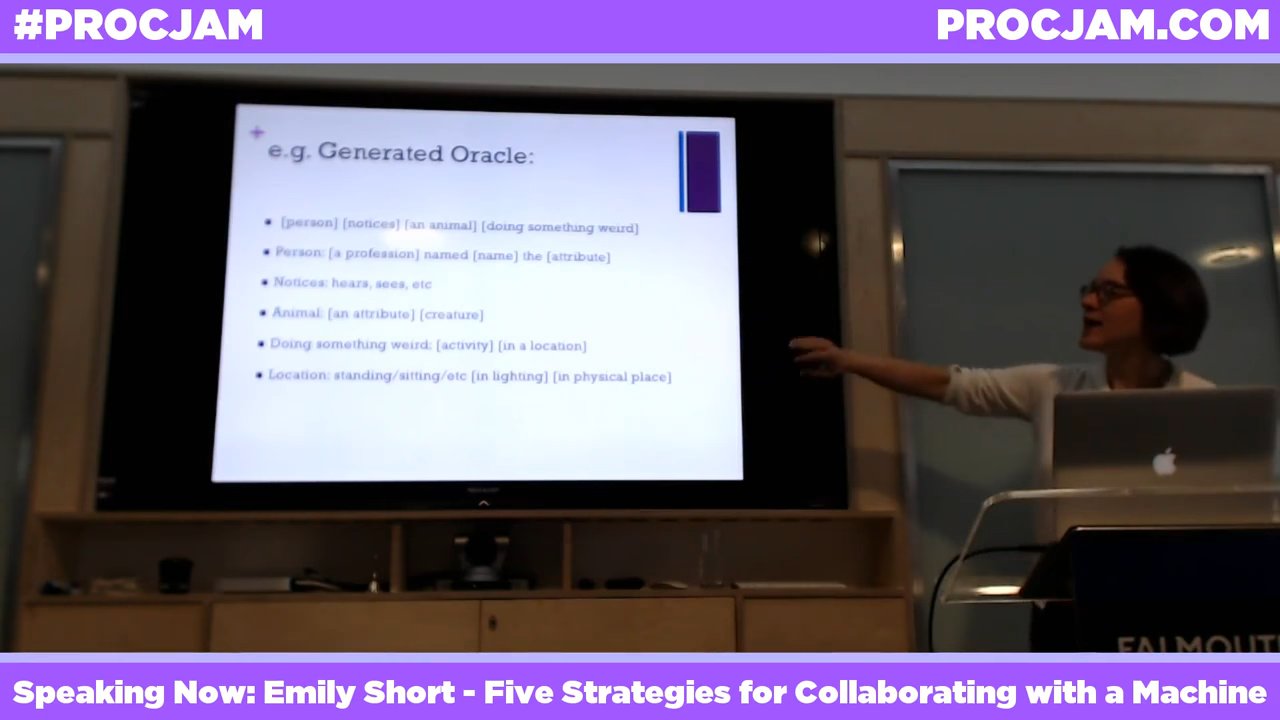 #PROCJAM
PROCJAM.COM
+
e.g. Generated Oracle:
[person] [notices] [an animal] [doing something weird]
Person: [a profession] named [name] the [attribute]
Notices: hears, sees, etc
Animal: [an attribute] [creature]
Doing something weird: [activity] [in a location]
Location: standing/sitting/etc [in lighting] [in physical place]
FALMOUT
Speaking Now: Emily Short - Five Strategies for Collaborating with a Machine